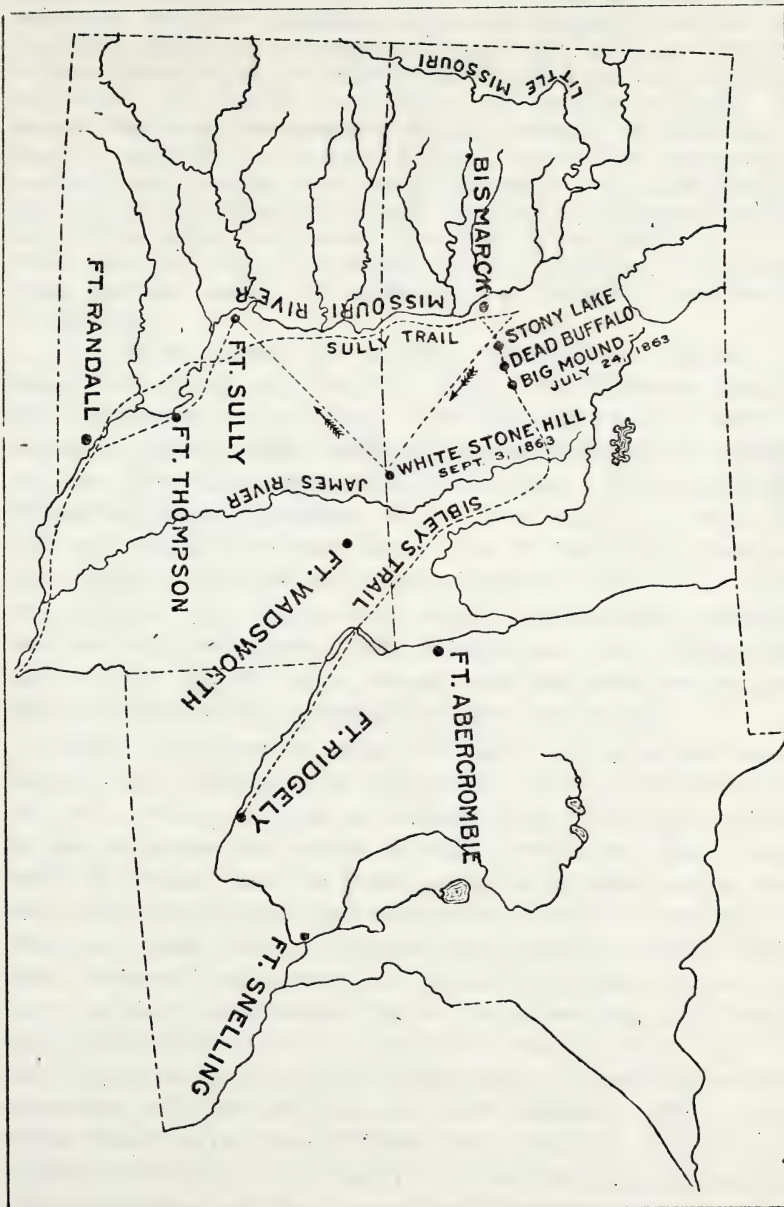 LITTLE MISSOURI
BISMARCK
STONY LAKE
DEAD BUFFALO
BIG MOUND
JULY 24, 1863
MISSOURI RIVER
SULLY TRAIL
FT. SULLY
FT. RANDALL
FT. THOMPSON
WHITE STONE HILL
SEPT. 3, 1863
JAMES RIVER
SIBLEY'S TRAIL
FT. WADSWORTH
FT. ABERCROMBIE
FT. RIDGELY
FT. SNELLING